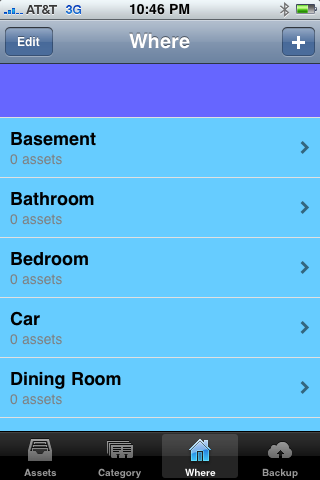 AT&T 3G 10:46 PM
Edit Where +
Basement
0 assets
Bathroom
0 assets
Bedroom
0 assets
Car
0 assets
Dining Room
0 assets
Assets Category Where Backup